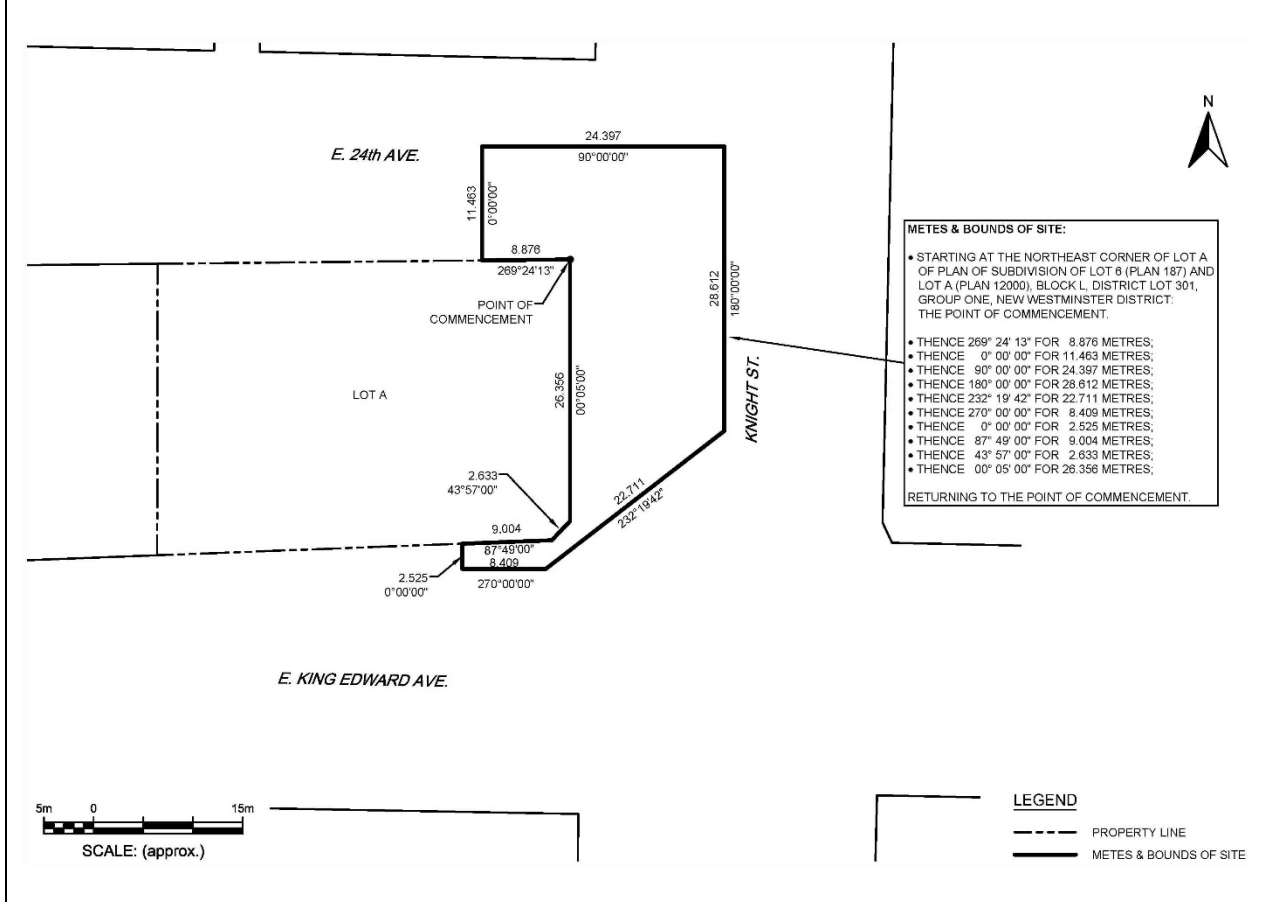 N
24.397
90°00'00"
E. 24th AVE.
11.463
0°00'00"
8.876
269°24'13"
POINT OF
COMMENCEMENT
28.612
180°00'00"
KNIGHT ST.
LOT A
26.356
00°05'00"
2.633
43°57'00"
22.711
232°19'42"
9.004
87°49'00"
8.409
270°00'00"
2.525
0°00'00"
E. KING EDWARD AVE.
METES & BOUNDS OF SITE:
• STARTING AT THE NORTHEAST CORNER OF LOT A
OF PLAN OF SUBDIVISION OF LOT 6 (PLAN 187) AND
LOT A (PLAN 12000), BLOCK L, DISTRICT LOT 301,
GROUP ONE, NEW WESTMINSTER DISTRICT:
THE POINT OF COMMENCEMENT.
• THENCE 269° 24' 13" FOR 8.876 METRES;
• THENCE 0° 00' 00" FOR 11.463 METRES;
• THENCE 90° 00' 00" FOR 24.397 METRES;
• THENCE 180° 00' 00" FOR 28.612 METRES;
• THENCE 232° 19' 42" FOR 22.711 METRES;
• THENCE 270° 00' 00" FOR 8.409 METRES;
• THENCE 0° 00' 00" FOR 2.525 METRES;
• THENCE 87° 49' 00" FOR 9.004 METRES;
• THENCE 43° 57' 00" FOR 2.633 METRES;
• THENCE 00° 05' 00" FOR 26.356 METRES;
RETURNING TO THE POINT OF COMMENCEMENT.
5m 0 15m
SCALE: (approx.)
LEGEND
PROPERTY LINE
METES & BOUNDS OF SITE